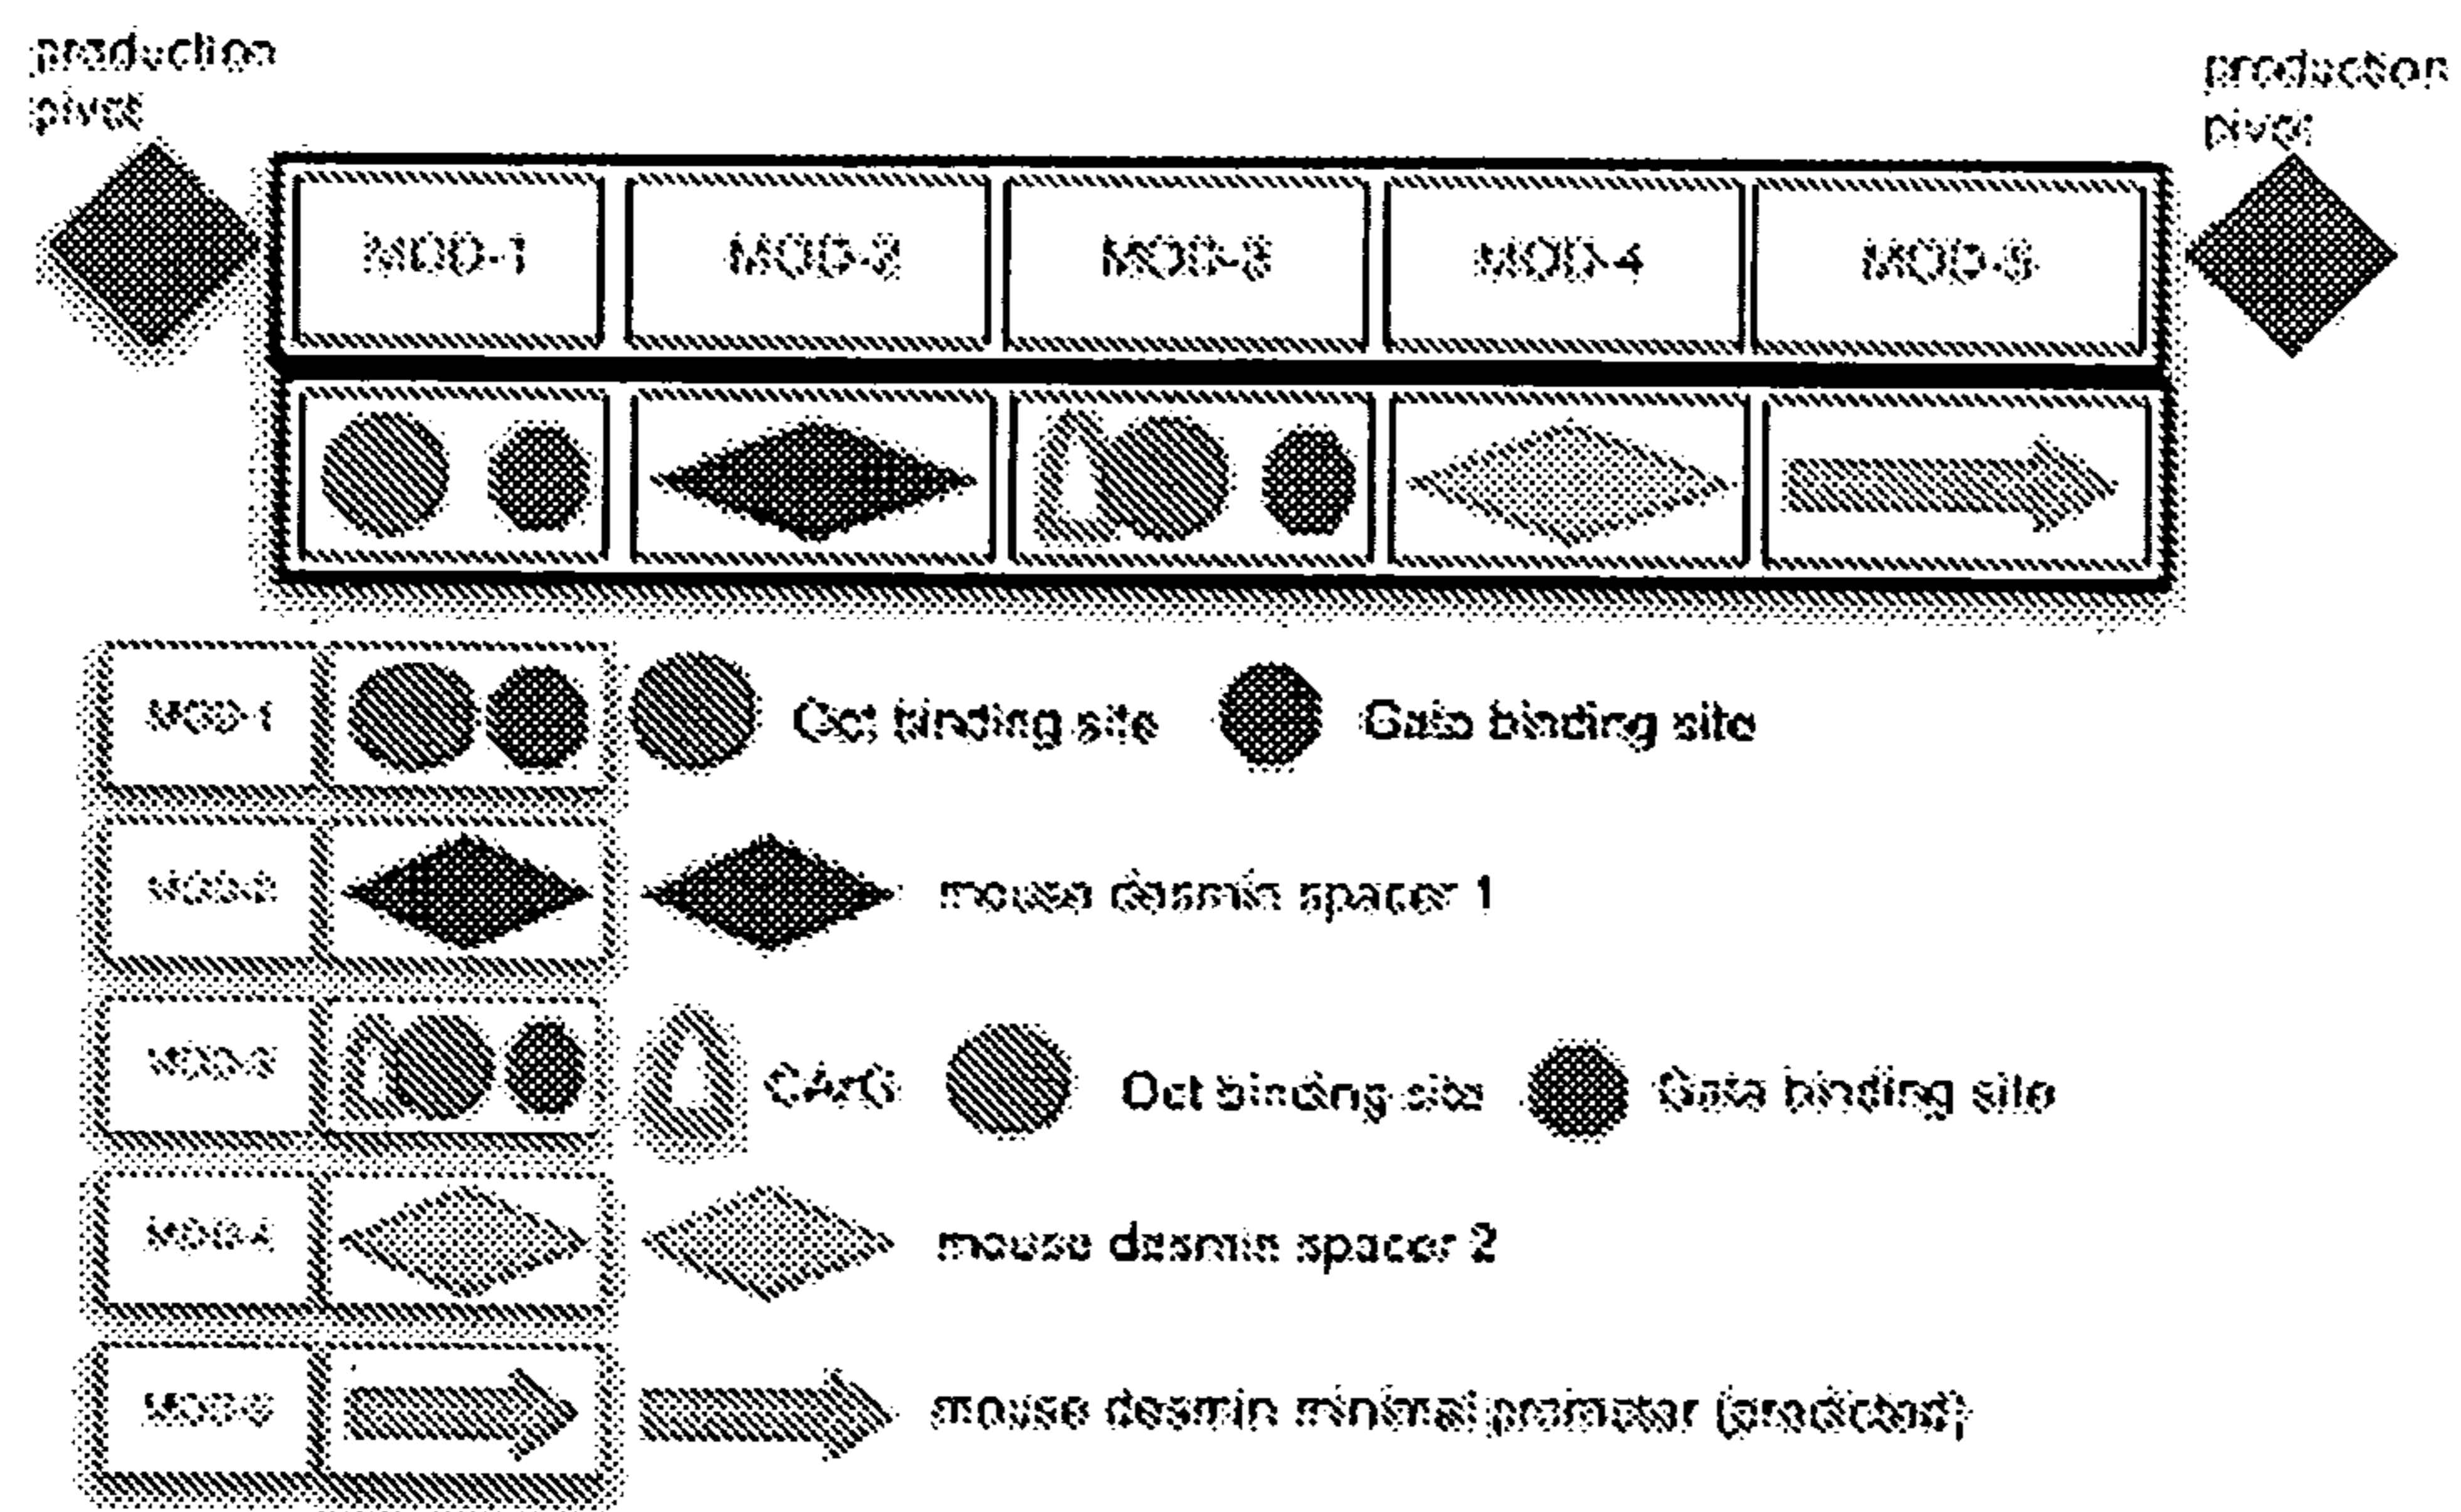 production
pivot
production
pivot
MOD-1 MOD-2 MOD-3 MOD-4 MOD-5
MOD-1 Oct binding site Gata binding site
MOD-2 mouse desmin spacer 1
MOD-3 CArG Oct binding site Gata binding site
MOD-4 mouse desmin spacer 2
MOD-5 mouse desmin minimal promoter (predicted)